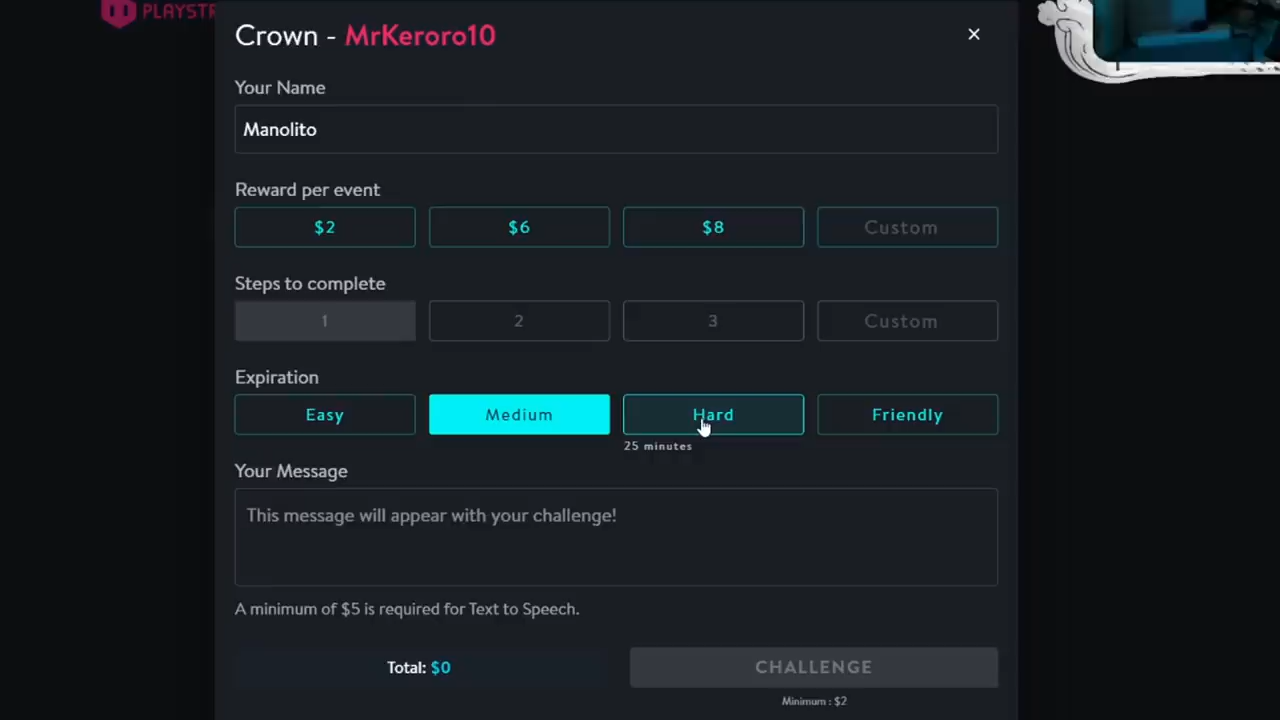 PLAYSTR
Crown - MrKeroro10
Your Name
Manolito
Reward per event
$2 $6 $8 Custom
Steps to complete
1 2 3 Custom
Expiration
Easy Medium Hard Friendly
25 minutes
Your Message
This message will appear with your challenge!
A minimum of $5 is required for Text to Speech.
Total: $0 CHALLENGE
Minimum : $2